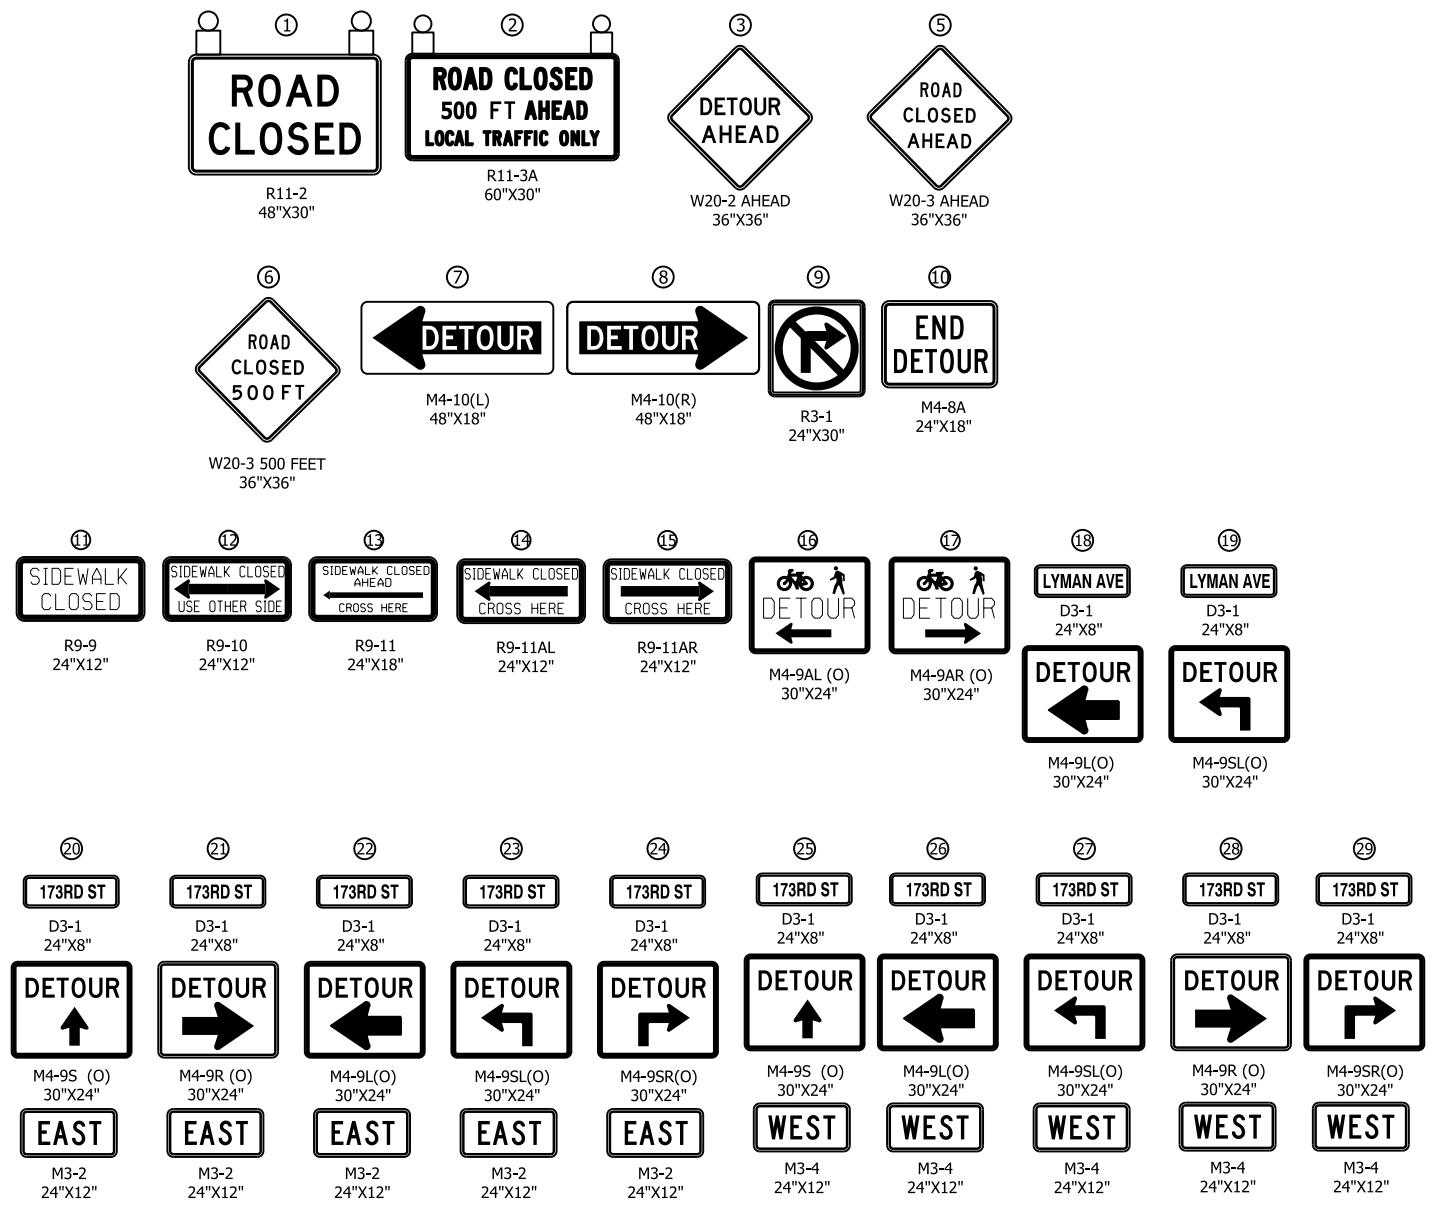 1
ROAD
CLOSED
R11-2
48"X30"
2
ROAD CLOSED
500 FT AHEAD
LOCAL TRAFFIC ONLY
R11-3A
60"X30"
3
DETOUR
AHEAD
W20-2 AHEAD
36"X36"
5
ROAD
CLOSED
AHEAD
W20-3 AHEAD
36"X36"
6
ROAD
CLOSED
500 FT
W20-3 500 FEET
36"X36"
7
DETOUR
M4-10(L)
48"X18"
8
DETOUR
M4-10(R)
48"X18"
9
R3-1
24"X30"
10
END
DETOUR
M4-8A
24"X18"
11
SIDEWALK
CLOSED
R9-9
24"X12"
12
SIDEWALK CLOSED
USE OTHER SIDE
R9-10
24"X12"
13
SIDEWALK CLOSED
AHEAD
CROSS HERE
R9-11
24"X18"
14
SIDEWALK CLOSED
CROSS HERE
R9-11AL
24"X12"
15
SIDEWALK CLOSED
CROSS HERE
R9-11AR
24"X12"
16
DETOUR
M4-9AL (O)
30"X24"
17
DETOUR
M4-9AR (O)
30"X24"
18
LYMAN AVE
D3-1
24"X8"
DETOUR
M4-9L(O)
30"X24"
19
LYMAN AVE
D3-1
24"X8"
DETOUR
M4-9SL(O)
30"X24"
20
173RD ST
D3-1
24"X8"
DETOUR
M4-9S (O)
30"X24"
EAST
M3-2
24"X12"
21
173RD ST
D3-1
24"X8"
DETOUR
M4-9R (O)
30"X24"
EAST
M3-2
24"X12"
22
173RD ST
D3-1
24"X8"
DETOUR
M4-9L(O)
30"X24"
EAST
M3-2
24"X12"
23
173RD ST
D3-1
24"X8"
DETOUR
M4-9SL(O)
30"X24"
EAST
M3-2
24"X12"
24
173RD ST
D3-1
24"X8"
DETOUR
M4-9SR(O)
30"X24"
EAST
M3-2
24"X12"
25
173RD ST
D3-1
24"X8"
DETOUR
M4-9S (O)
30"X24"
WEST
M3-4
24"X12"
26
173RD ST
D3-1
24"X8"
DETOUR
M4-9L(O)
30"X24"
WEST
M3-4
24"X12"
27
173RD ST
D3-1
24"X8"
DETOUR
M4-9SL(O)
30"X24"
WEST
M3-4
24"X12"
28
173RD ST
D3-1
24"X8"
DETOUR
M4-9R (O)
30"X24"
WEST
M3-4
24"X12"
29
173RD ST
D3-1
24"X8"
DETOUR
M4-9SR(O)
30"X24"
WEST
M3-4
24"X12"